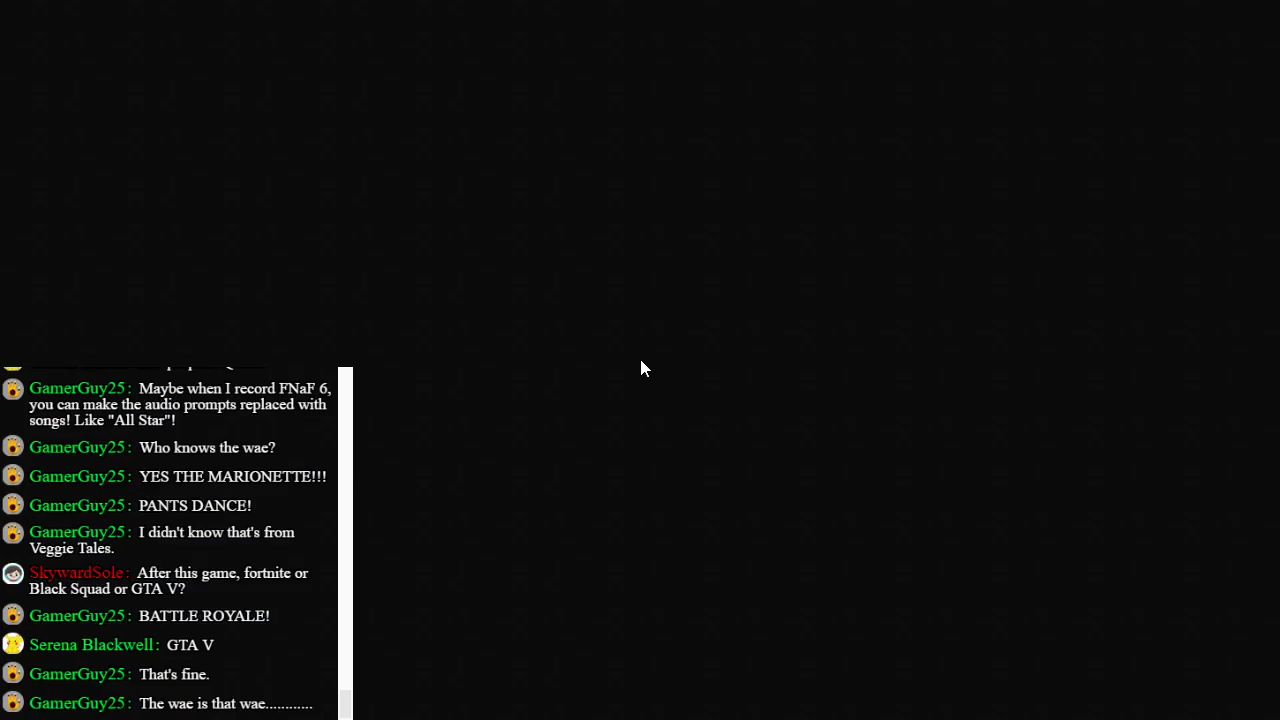 GamerGuy25: Maybe when I record FNaF 6,
you can make the audio prompts replaced with
songs! Like "All Star"!
GamerGuy25: Who knows the wae?
GamerGuy25: YES THE MARIONETTE!!!
GamerGuy25: PANTS DANCE!
GamerGuy25: I didn't know that's from
Veggie Tales.
SkywardSole: After this game, fortnite or
Black Squad or GTA V?
GamerGuy25: BATTLE ROYALE!
Serena Blackwell: GTA V
GamerGuy25: That's fine.
GamerGuy25: The wae is that wae............